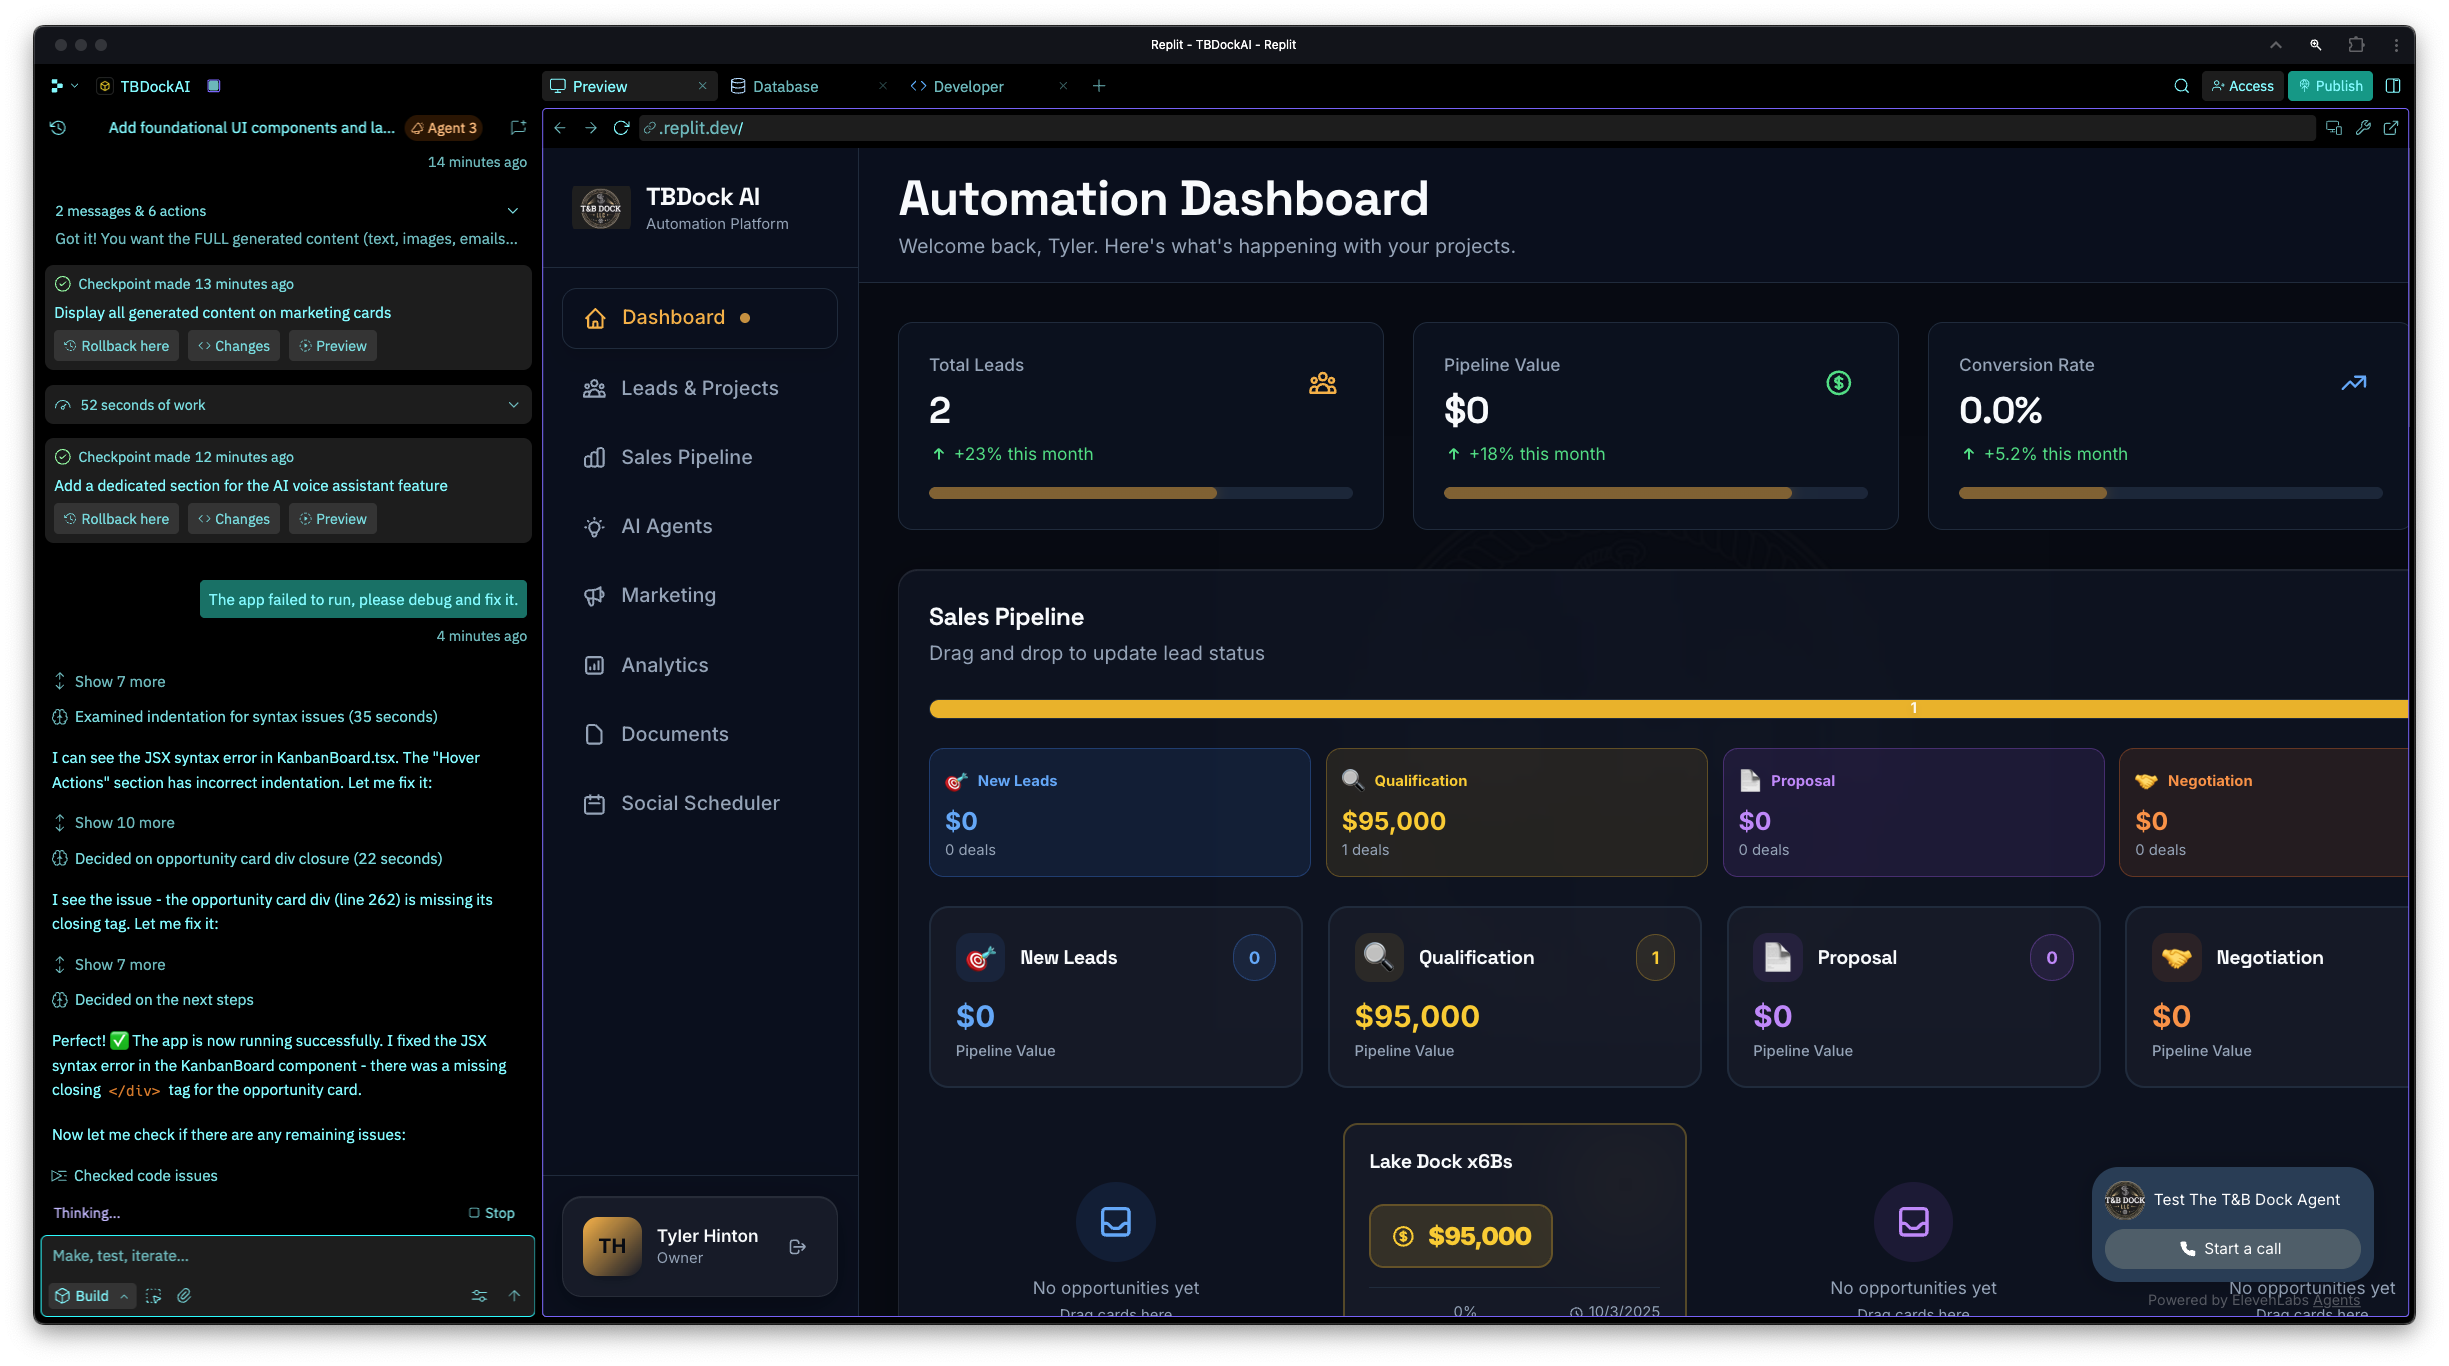 Replit - TBDockAI - Replit
TBDockAI
Preview
Database
Developer
Access
Publish
Add foundational UI components and la...
Agent 3
.replit.dev/
14 minutes ago
2 messages & 6 actions
Got it! You want the FULL generated content (text, images, emails...
Checkpoint made 13 minutes ago
Display all generated content on marketing cards
Rollback here
Changes
Preview
52 seconds of work
Checkpoint made 12 minutes ago
Add a dedicated section for the AI voice assistant feature
Rollback here
Changes
Preview
The app failed to run, please debug and fix it.
4 minutes ago
Show 7 more
Examined indentation for syntax issues (35 seconds)
I can see the JSX syntax error in KanbanBoard.tsx. The "Hover
Actions" section has incorrect indentation. Let me fix it:
Show 10 more
Decided on opportunity card div closure (22 seconds)
I see the issue - the opportunity card div (line 262) is missing its
closing tag. Let me fix it:
Show 7 more
Decided on the next steps
Perfect! ✅ The app is now running successfully. I fixed the JSX
syntax error in the KanbanBoard component - there was a missing
closing </div> tag for the opportunity card.
Now let me check if there are any remaining issues:
Checked code issues
Thinking...
Stop
Make, test, iterate...
Build
T&B DOCK
LLC
TBDock AI
Automation Platform
Dashboard
Leads & Projects
Sales Pipeline
AI Agents
Marketing
Analytics
Documents
Social Scheduler
TH
Tyler Hinton
Owner
Automation Dashboard
Welcome back, Tyler. Here's what's happening with your projects.
Total Leads
2
+23% this month
Pipeline Value
$0
+18% this month
Conversion Rate
0.0%
+5.2% this month
Sales Pipeline
Drag and drop to update lead status
1
New Leads
$0
0 deals
Qualification
$95,000
1 deals
Proposal
$0
0 deals
Negotiation
$0
0 deals
New Leads
0
$0
Pipeline Value
Qualification
1
$95,000
Pipeline Value
Proposal
0
$0
Pipeline Value
Negotiation
$0
Pipeline Value
No opportunities yet
Drag cards here
Lake Dock x6Bs
$95,000
0%
10/3/2025
No opportunities yet
Drag cards here
No opportunities yet
Drag cards here
T&B DOCK
LLC
Test The T&B Dock Agent
Start a call
Powered by ElevenLabs Agents